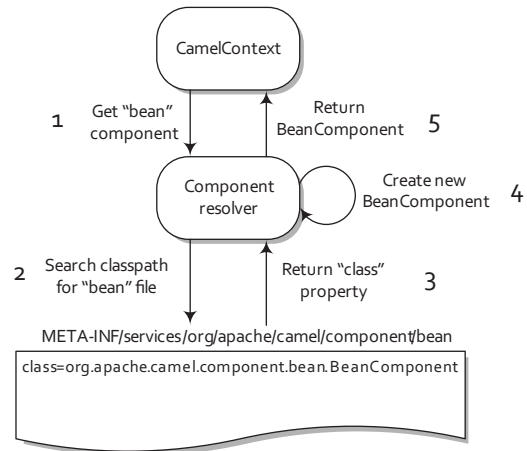 CamelContext
1
Get “bean”
component
Return
BeanComponent
5
Component
resolver
Create new
BeanComponent
4
2
Search classpath
for “bean” file
Return “class”
property
3
META-INF/services/org/apache/camel/component/bean
class=org.apache.camel.component.bean.BeanComponent